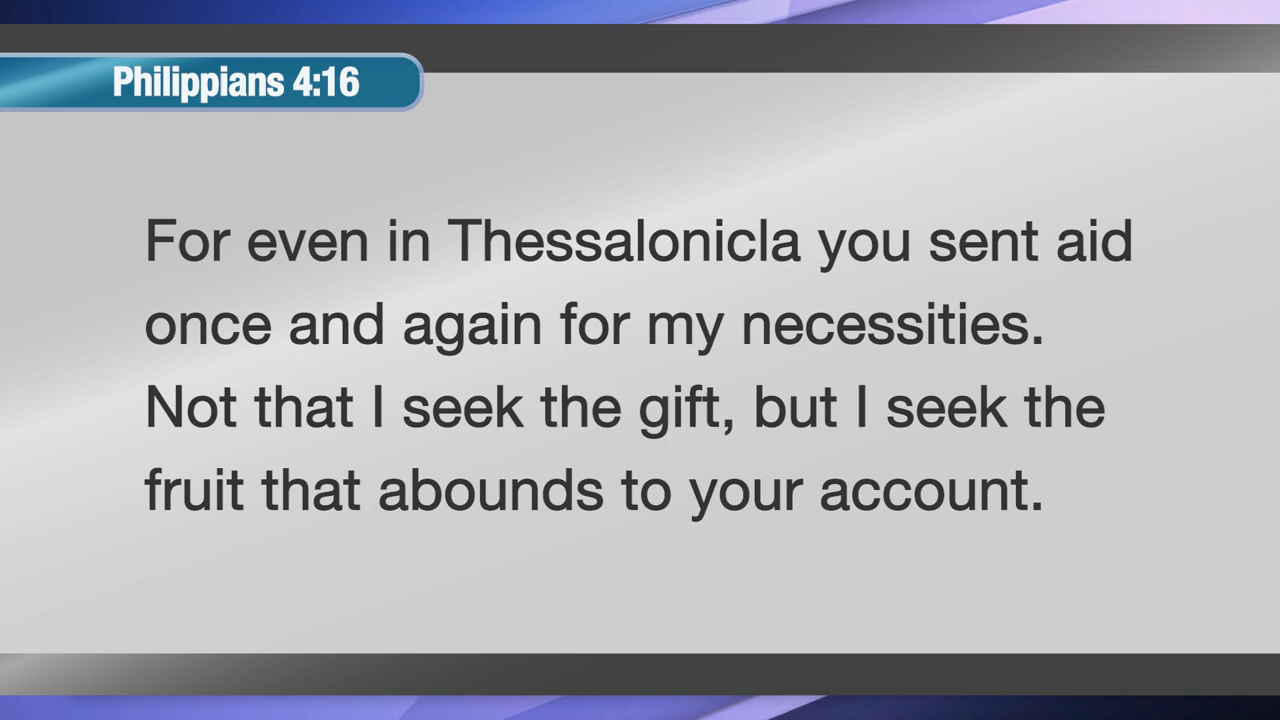 Philippians 4:16
For even in Thessalonicla you sent aid
once and again for my necessities.
Not that I seek the gift, but I seek the
fruit that abounds to your account.